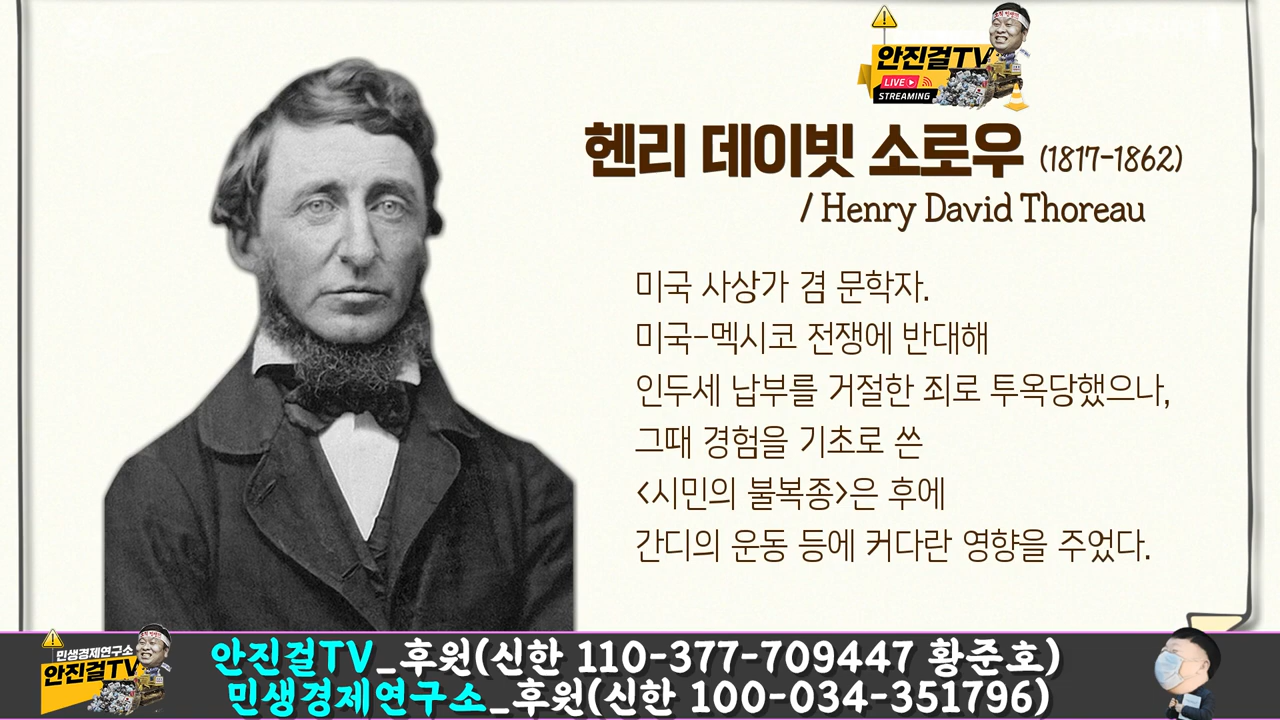 안진걸TV
LIVE
STREAMING
헨리 데이빗 소로우 (1817-1862)
/ Henry David Thoreau
미국 사상가 겸 문학자.
미국-멕시코 전쟁에 반대해
인두세 납부를 거절한 죄로 투옥당했으나,
그때 경험을 기초로 쓴
<시민의 불복종>은 후에
간디의 운동 등에 커다란 영향을 주었다.
민생경제연구소
안진걸TV
안진걸TV_후원(신한 110-377-709447 황준호)
민생경제연구소_후원(신한 100-034-351796)